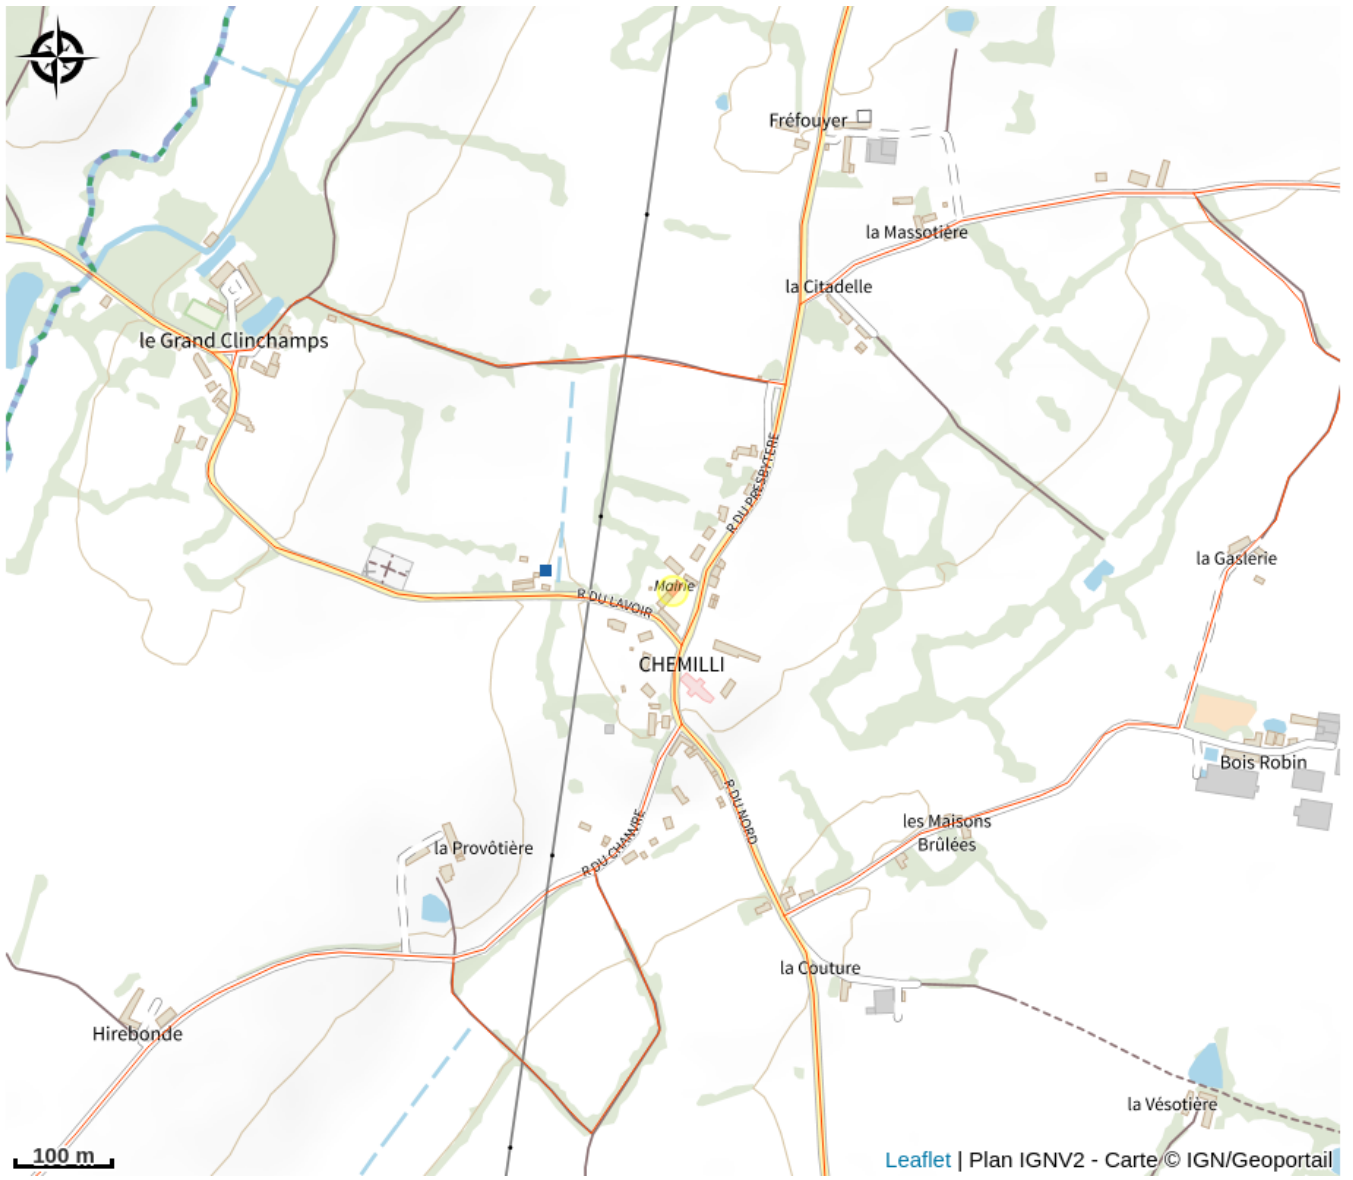 Fréfouyer
la Massotière
la Citadelle
le Grand Clinchamps
R DU PRESBYTERE
la Gaslerie
Mairie
R DU LAVOIR
CHEMILLI
Bois Robin
R DU NORD
les Maisons
Brûlées
R DU CHANVRE
la Provôtière
la Couture
Hirebonde
la Vésotière
100 m
Leaflet | Plan IGNV2 - Carte © IGN/Geoportail